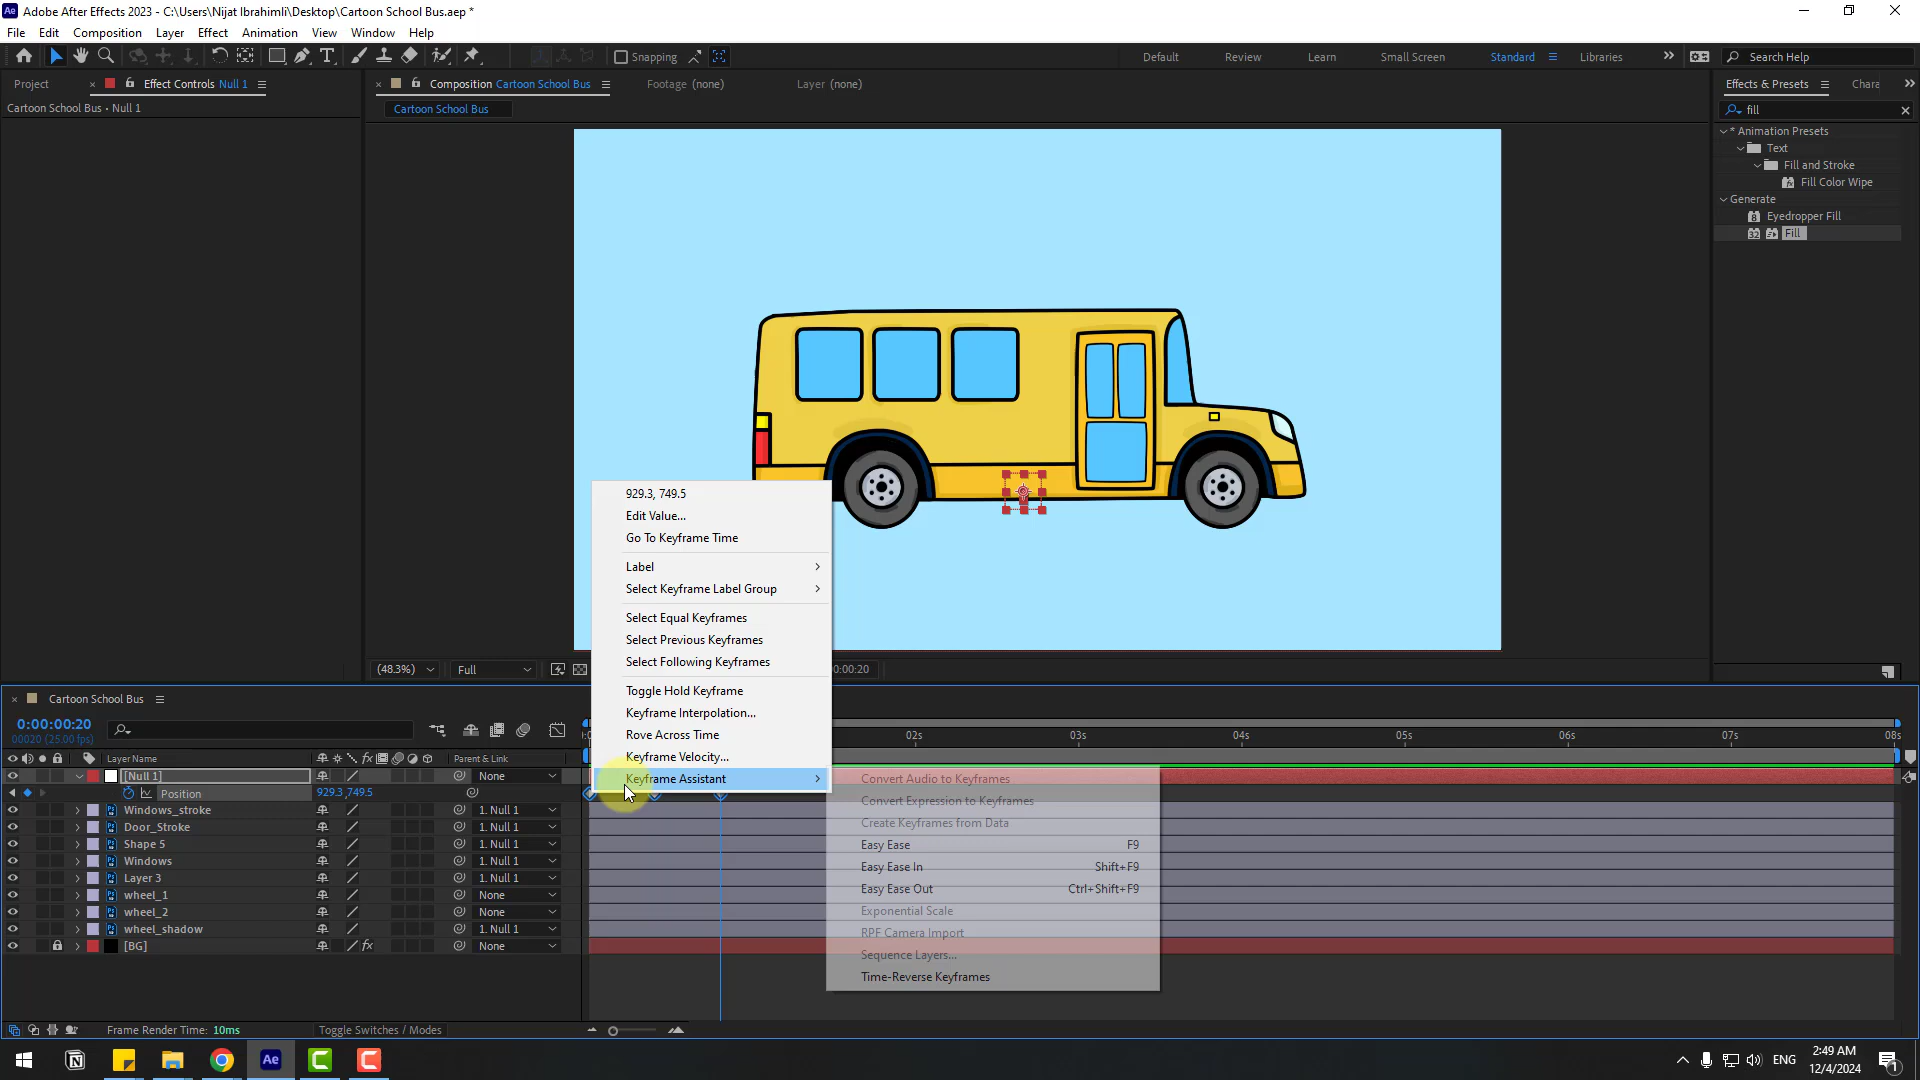 Ae Adobe After Effects 2023 - C:\Users\Nijat Ibrahimli\Desktop\Cartoon School Bus.aep *
File Edit Composition Layer Effect Animation View Window Help
Snapping Default Review Learn Small Screen Standard Libraries Search Help
Project Effect Controls Null 1 Composition Cartoon School Bus Footage (none) Layer (none) Effects & Presets Chara
Cartoon School Bus • Null 1 Cartoon School Bus fill
* Animation Presets
Text
Fill and Stroke
Fill Color Wipe
Generate
Eyedropper Fill
Fill
929.3, 749.5
Edit Value...
Go To Keyframe Time
Label
Select Keyframe Label Group
Select Equal Keyframes
Select Previous Keyframes
Select Following Keyframes
Toggle Hold Keyframe
Keyframe Interpolation...
Rove Across Time
Keyframe Velocity...
Keyframe Assistant
Convert Audio to Keyframes
Convert Expression to Keyframes
Create Keyframes from Data
Easy Ease F9
Easy Ease In Shift+F9
Easy Ease Out Ctrl+Shift+F9
Exponential Scale
RPF Camera Import
Sequence Layers...
Time-Reverse Keyframes
(48.3%) Full
Cartoon School Bus
0:00:00:20
00020 (25.00 fps)
02s 03s 04s 05s 06s 07s 08s
Layer Name Parent & Link
[Null 1] None
Position 929.3,749.5
Windows_stroke 1. Null 1
Door_Stroke 1. Null 1
Shape 5 1. Null 1
Windows 1. Null 1
Layer 3 1. Null 1
wheel_1 None
wheel_2 None
wheel_shadow 1. Null 1
[BG] None
Frame Render Time: 10ms Toggle Switches / Modes
Ae ENG 2:49 AM
12/4/2024